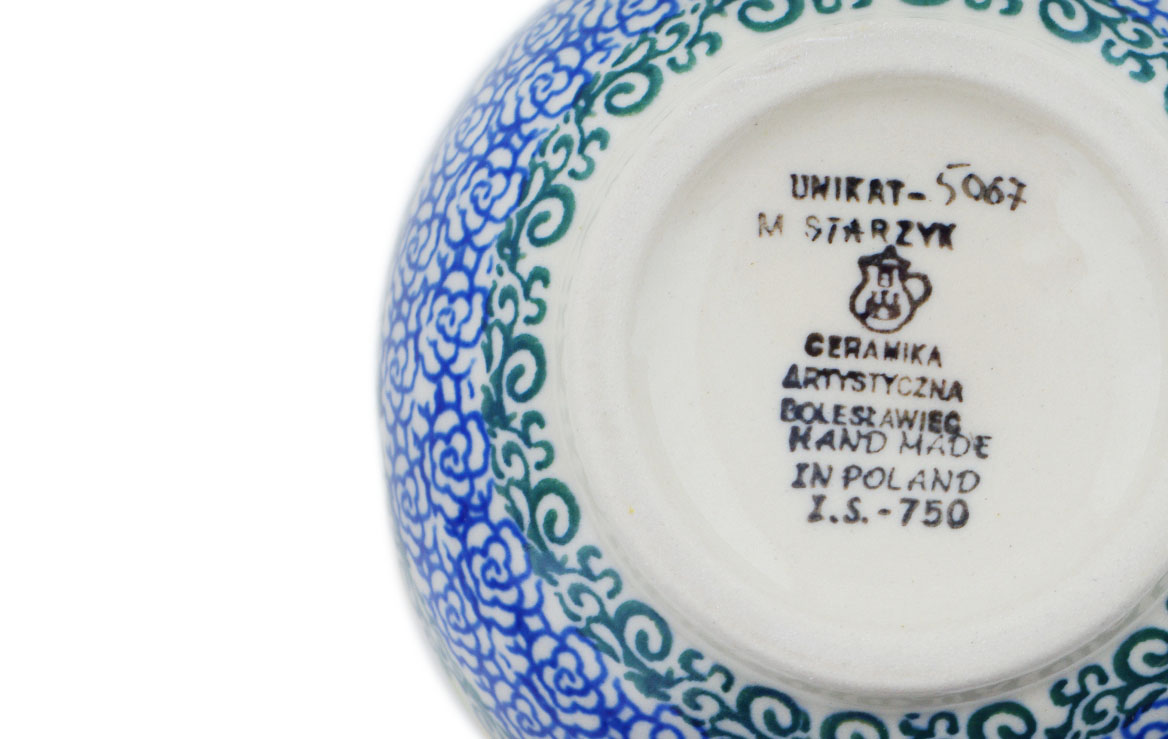 UNIKAT-5067
M STARZYK
CERAMIKA
ARTYSTYCZNA
BOLESŁAWIEC
HAND MADE
IN POLAND
I.S.-750